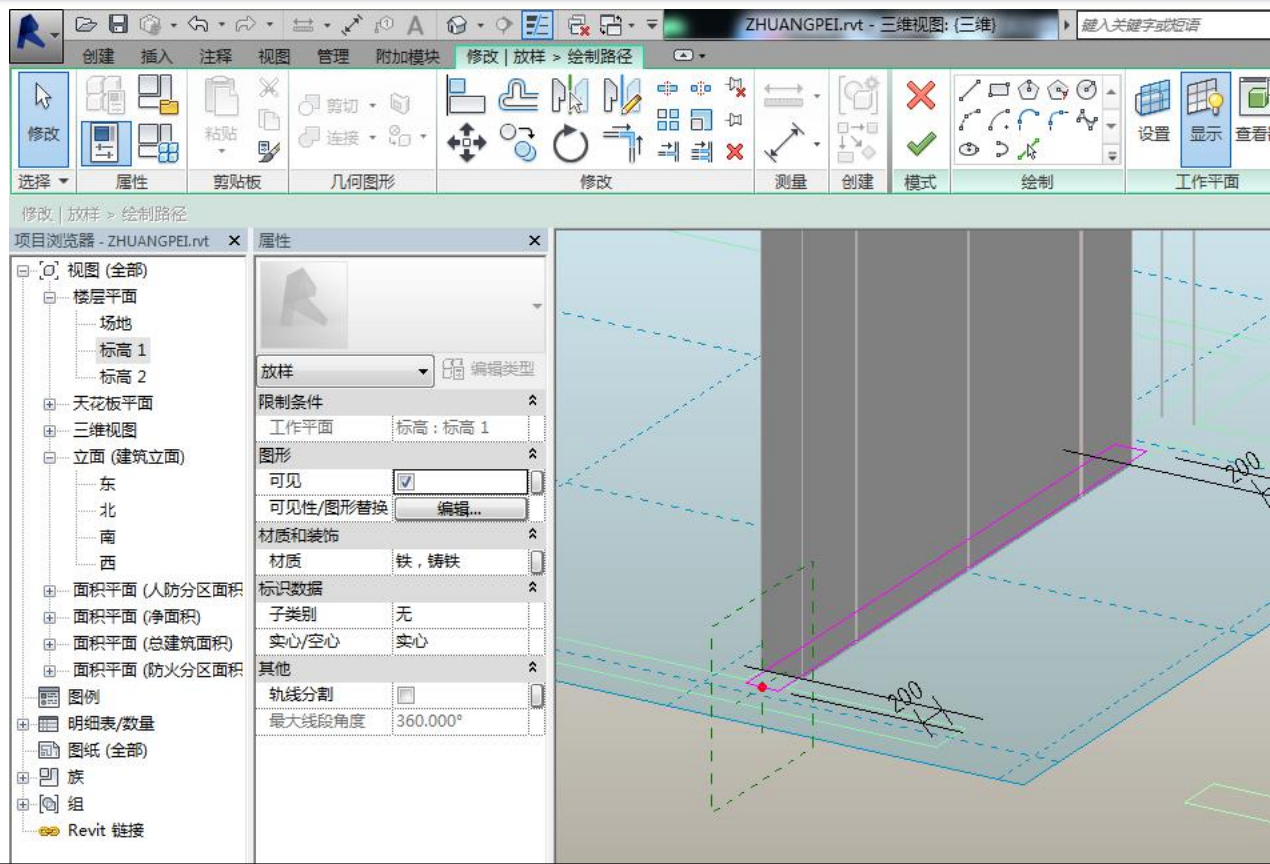 ZHUANGPEI.rvt - 三维视图: {三维}
键入关键字或短语
创建 插入 注释 视图 管理 附加模块 修改 | 放样 > 绘制路径
修改 粘贴 剪切 连接 设置 显示 查看器
选择 属性 剪贴板 几何图形 修改 测量 创建 模式 绘制 工作平面
修改 | 放样 > 绘制路径
项目浏览器 - ZHUANGPEI.rvt
视图 (全部)
楼层平面
场地
标高 1
标高 2
天花板平面
三维视图
立面 (建筑立面)
东
北
南
西
面积平面 (人防分区面积
面积平面 (净面积)
面积平面 (总建筑面积)
面积平面 (防火分区面积
图例
明细表/数量
图纸 (全部)
族
组
Revit 链接
属性
放样
编辑类型
限制条件
工作平面 标高 : 标高 1
图形
可见
可见性/图形替换 编辑...
材质和装饰
材质 铁，铸铁
标识数据
子类别 无
实心/空心 实心
其他
轨线分割
最大线段角度 360.000°
200
200